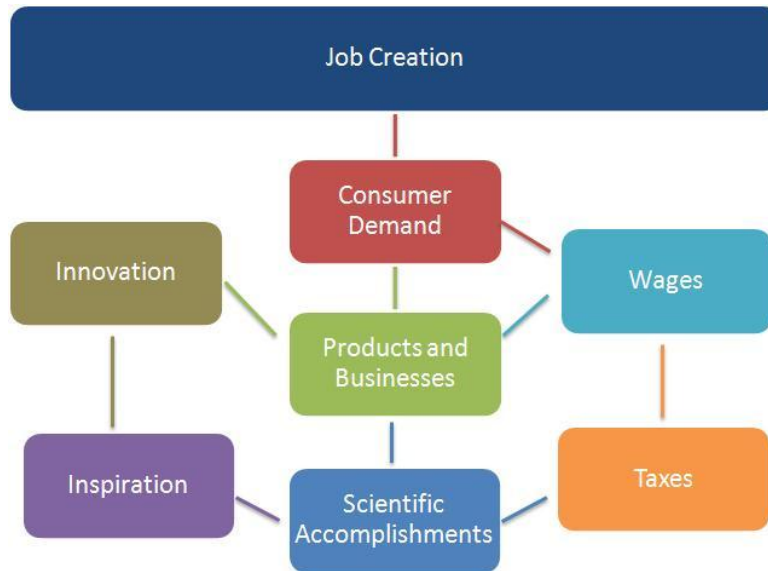 Job Creation
Consumer
Demand
Innovation
Wages
Products and
Businesses
Inspiration
Scientific
Accomplishments
Taxes